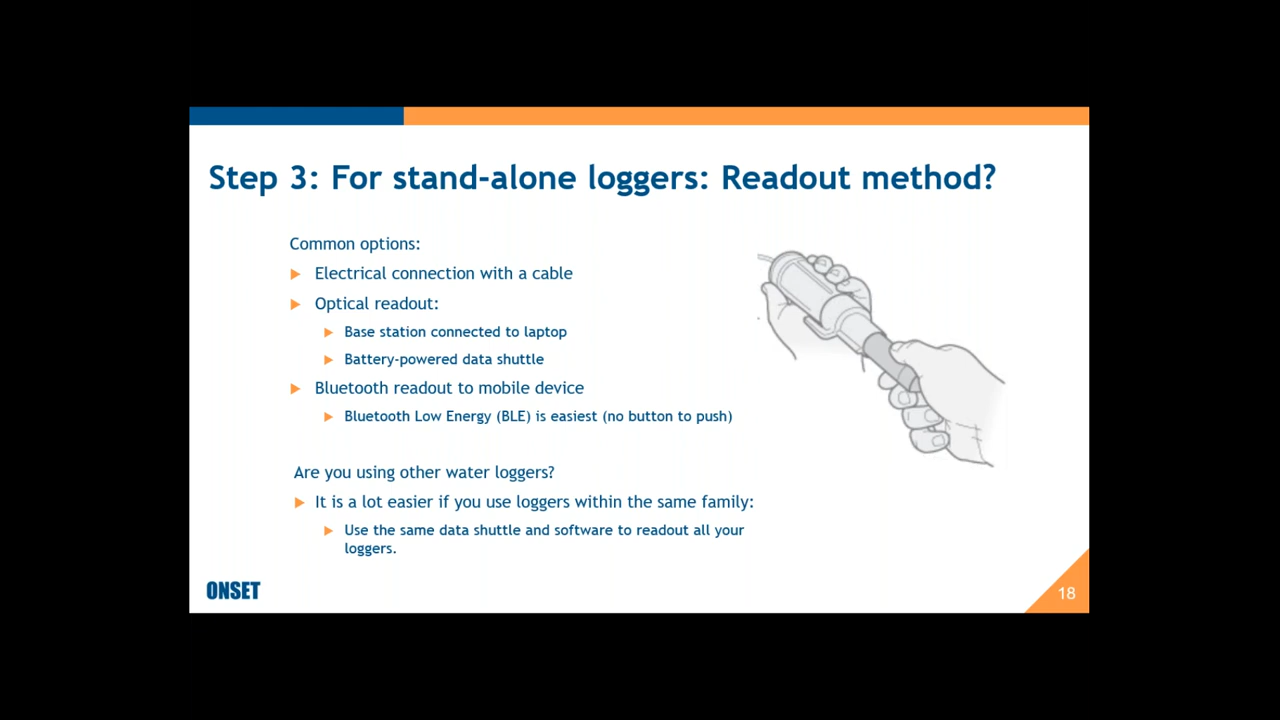 Step 3: For stand-alone loggers: Readout method?
Common options:
Electrical connection with a cable
Optical readout:
Base station connected to laptop
Battery-powered data shuttle
Bluetooth readout to mobile device
Bluetooth Low Energy (BLE) is easiest (no button to push)
Are you using other water loggers?
It is a lot easier if you use loggers within the same family:
Use the same data shuttle and software to readout all your
loggers.
ONSET
18